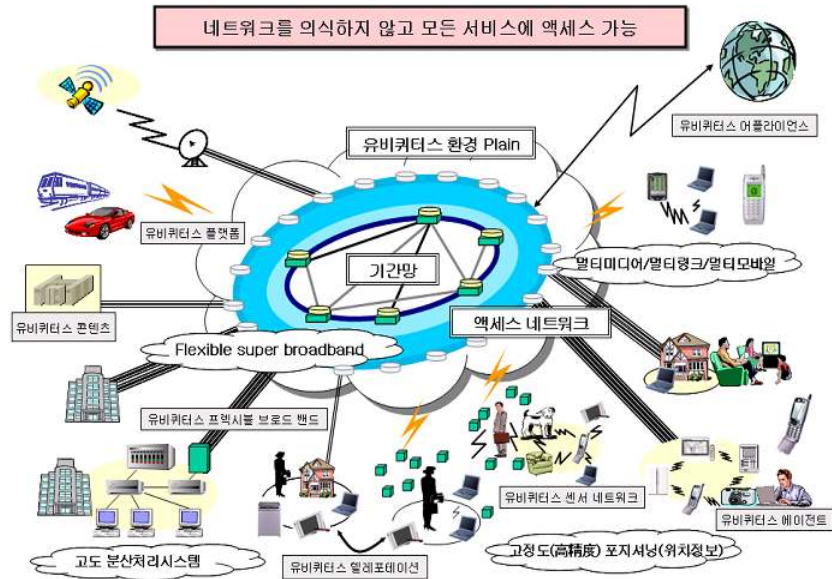 네트워크를 의식하지 않고 모든 서비스에 액세스 가능
유비쿼터스 어플라이언스
유비쿼터스 환경 Plain
유비쿼터스 플랫폼
기간망
멀티미디어/멀티링크/멀티모바일
유비쿼터스 콘텐츠
액세스 네트워크
Flexible super broadband
유비쿼터스 프렉시블 브로드 밴드
유비쿼터스 센서 네트워크
유비쿼터스 에이전트
고도 분산처리시스템
유비쿼터스 텔레포테이션
고정도(高精度) 포지셔닝(위치정보)